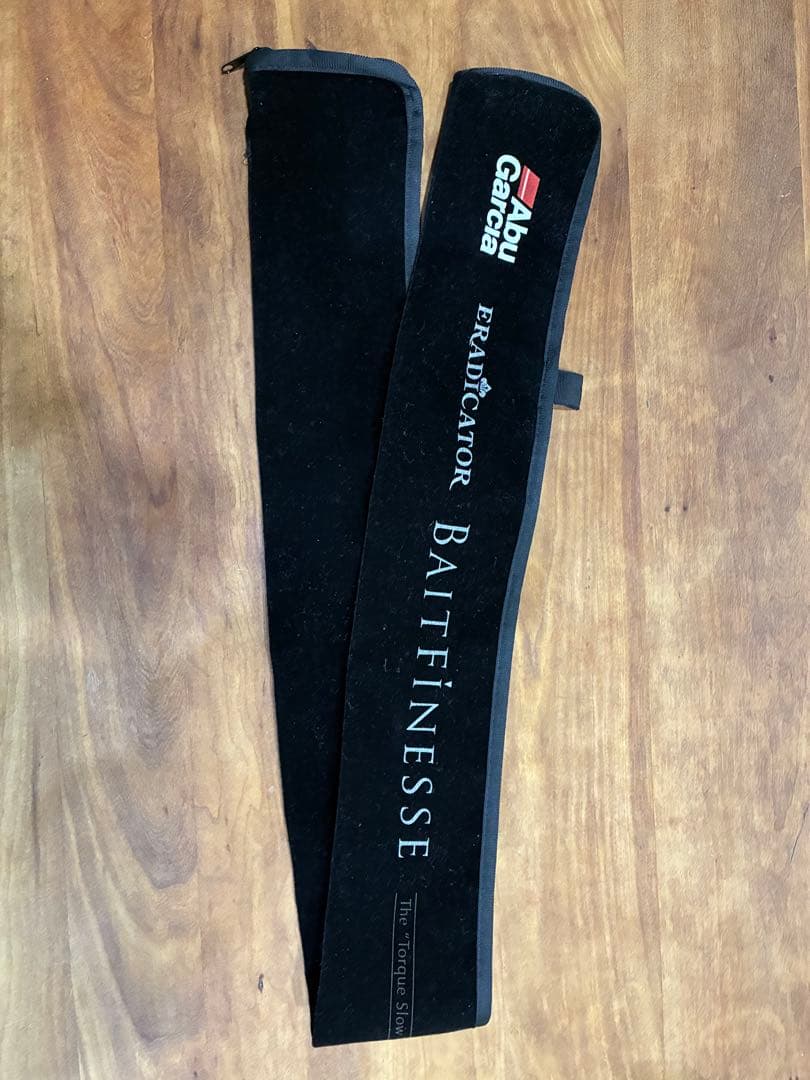 Abu
Garcia
ERADICATOR
BAITFINESSE
The "Torque Slow